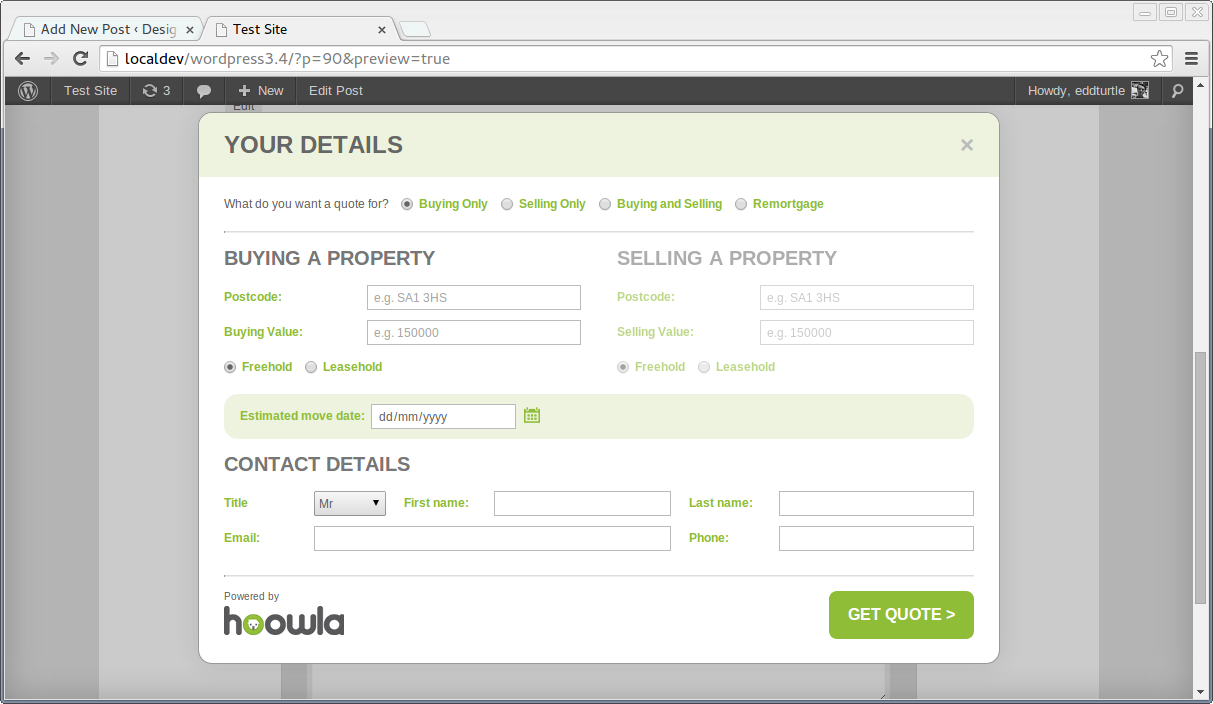 Add New Post ‹ Desig
Test Site
localdev/wordpress3.4/?p=90&preview=true
Test Site 3 New Edit Post Howdy, eddturtle
Edit
YOUR DETAILS
What do you want a quote for? Buying Only Selling Only Buying and Selling Remortgage
BUYING A PROPERTY SELLING A PROPERTY
Postcode: e.g. SA1 3HS Postcode: e.g. SA1 3HS
Buying Value: e.g. 150000 Selling Value: e.g. 150000
Freehold Leasehold Freehold Leasehold
Estimated move date: dd/mm/yyyy
CONTACT DETAILS
Title Mr First name: Last name:
Email: Phone:
Powered by
hoowla
GET QUOTE >